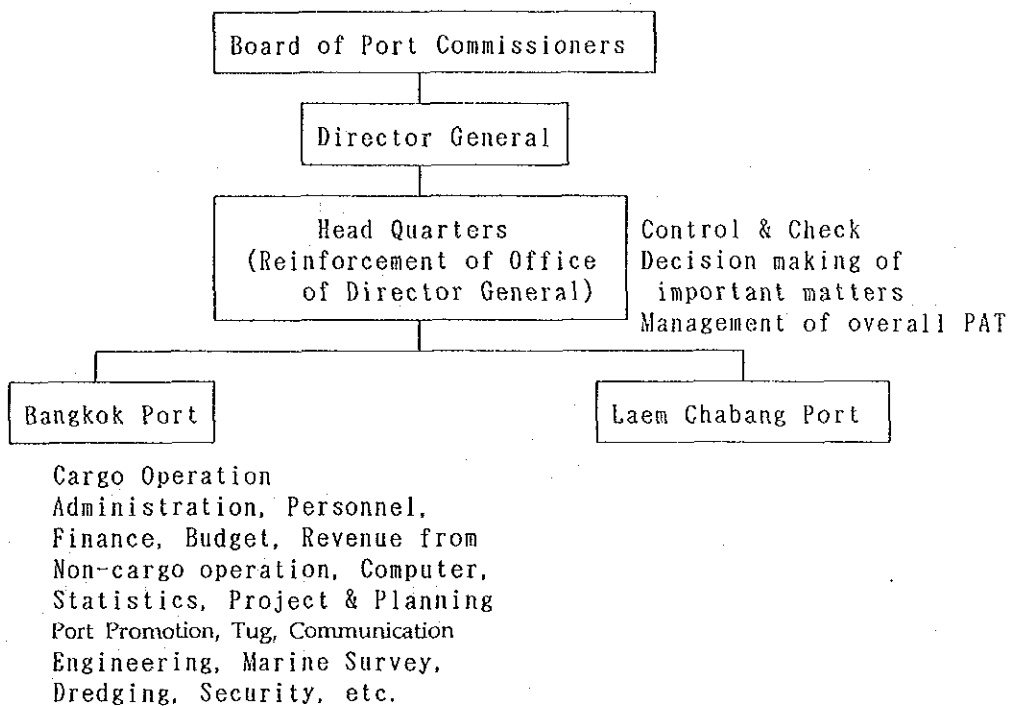 Board of Port Commissioners
Director General
Head Quarters
(Reinforcement of Office
of Director General)
Control & Check
Decision making of
important matters
Management of overall PAT
Bangkok Port
Laem Chabang Port
Cargo Operation
Administration, Personnel,
Finance, Budget, Revenue from
Non-cargo operation, Computer,
Statistics, Project & Planning
Port Promotion, Tug, Communication
Engineering, Marine Survey,
Dredging, Security, etc.